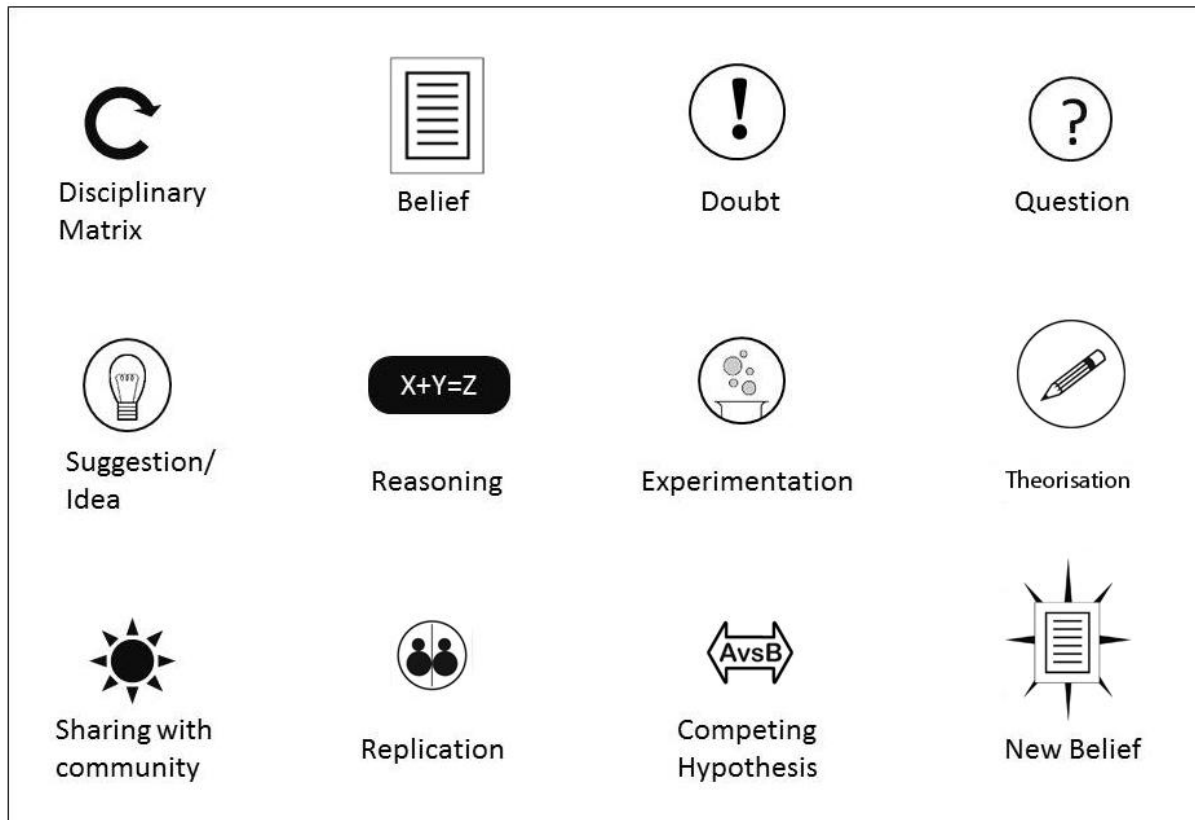 !
?
Disciplinary
Matrix
Belief
Doubt
Question
X+Y=Z
Suggestion/
Idea
Reasoning
Experimentation
Theorisation
AvsB
Sharing with
community
Replication
Competing
Hypothesis
New Belief